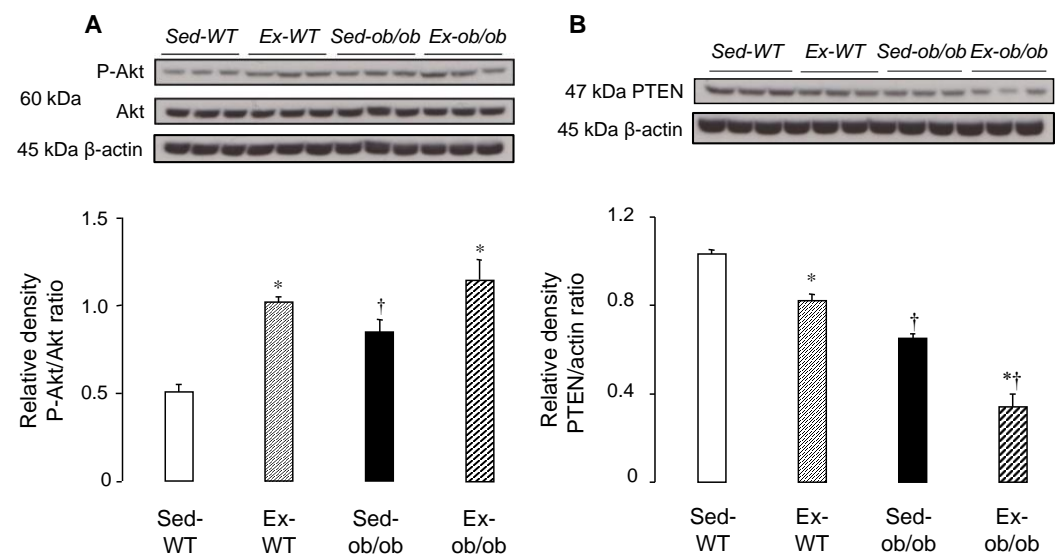 A
Sed-WT Ex-WT Sed-ob/ob Ex-ob/ob
P-Akt
60 kDa
Akt
45 kDa β-actin
1.5
1.0
0.5
0
Relative density
P-Akt/Akt ratio
*
†
*
Sed-
WT
Ex-
WT
Sed-
ob/ob
Ex-
ob/ob
B
Sed-WT Ex-WT Sed-ob/ob Ex-ob/ob
47 kDa PTEN
45 kDa β-actin
1.2
0.8
0.4
0
Relative density
PTEN/actin ratio
*
†
*†
Sed-
WT
Ex-
WT
Sed-
ob/ob
Ex-
ob/ob